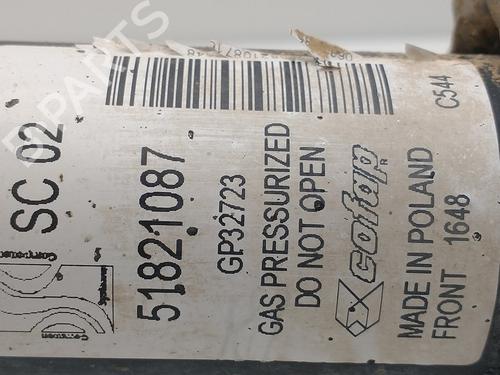 SC 02
51821087
GP32723
GAS PRESSURIZED
DO NOT OPEN
cofap
R
MADE IN POLAND
FRONT 1648
C544